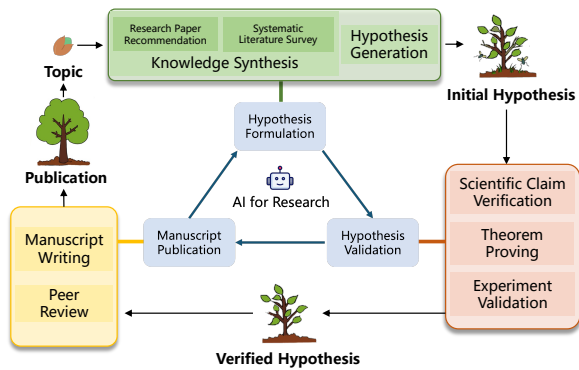 Research Paper
Recommendation
Systematic
Literature Survey
Knowledge Synthesis
Hypothesis
Generation
Topic
Initial Hypothesis
Hypothesis
Formulation
Publication
AI for Research
Scientific Claim
Verification
Theorem
Proving
Experiment
Validation
Manuscript
Writing
Peer
Review
Manuscript
Publication
Hypothesis
Validation
Verified Hypothesis